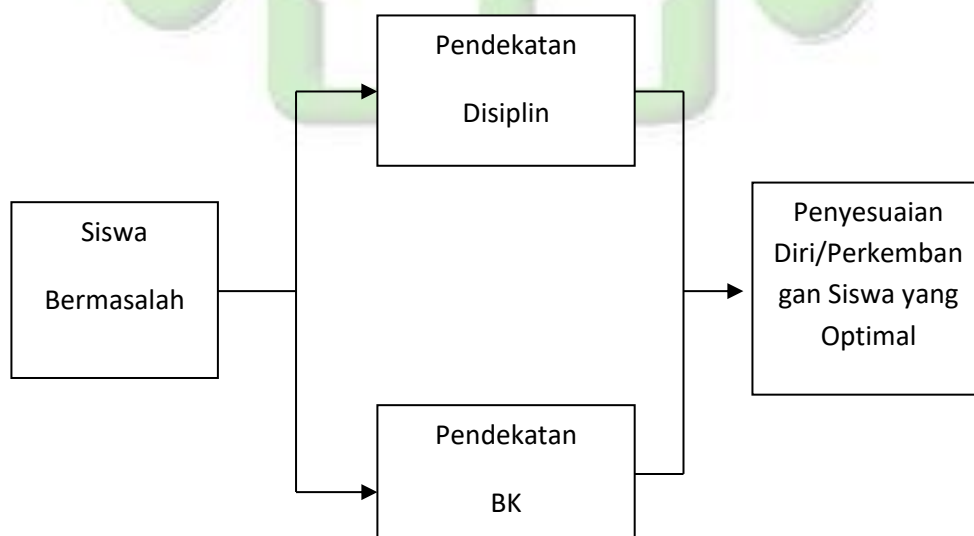 Pendekatan
Disiplin
Siswa
Bermasalah
Penyesuaian
Diri/Perkemban
gan Siswa yang
Optimal
Pendekatan
BK